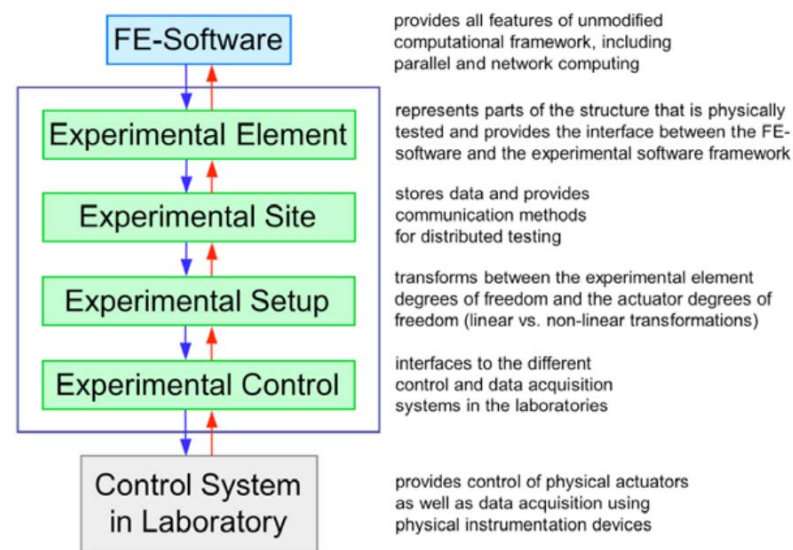 FE-Software
provides all features of unmodified
computational framework, including
parallel and network computing
Experimental Element
represents parts of the structure that is physically
tested and provides the interface between the FE-
software and the experimental software framework
Experimental Site
stores data and provides
communication methods
for distributed testing
Experimental Setup
transforms between the experimental element
degrees of freedom and the actuator degrees of
freedom (linear vs. non-linear transformations)
Experimental Control
interfaces to the different
control and data acquisition
systems in the laboratories
Control System
in Laboratory
provides control of physical actuators
as well as data acquisition using
physical instrumentation devices